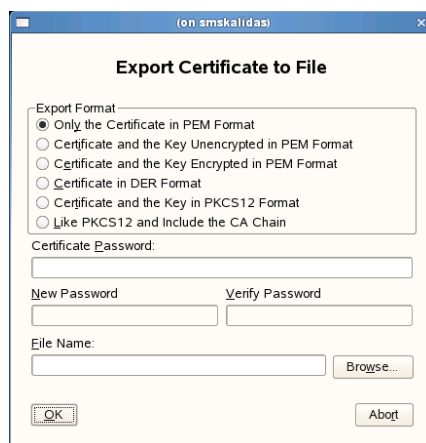 (on smskalidas)
Export Certificate to File
Export Format
Only the Certificate in PEM Format
Certificate and the Key Unencrypted in PEM Format
Certificate and the Key Encrypted in PEM Format
Certificate in DER Format
Certificate and the Key in PKCS12 Format
Like PKCS12 and Include the CA Chain
Certificate Password:
New Password Verify Password
File Name:
Browse...
OK Abort